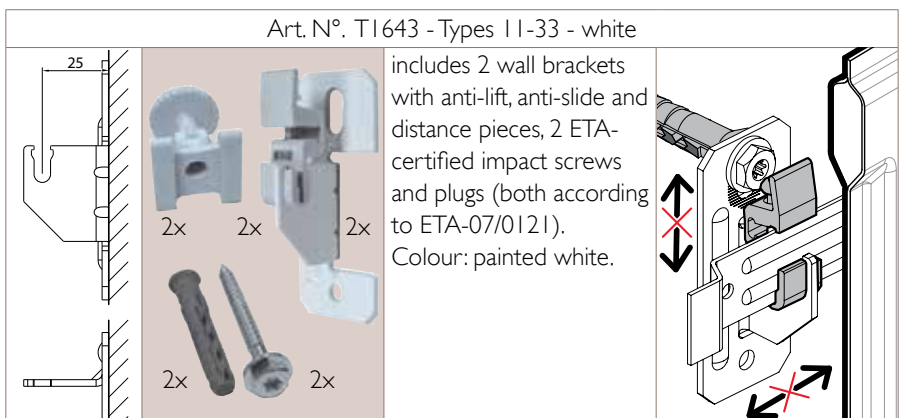 Art. N°. T1643 - Types 11-33 - white
25
includes 2 wall brackets
with anti-lift, anti-slide and
distance pieces, 2 ETA-
certified impact screws
and plugs (both according
to ETA-07/0121).
Colour: painted white.
2x
2x
2x
2x
2x